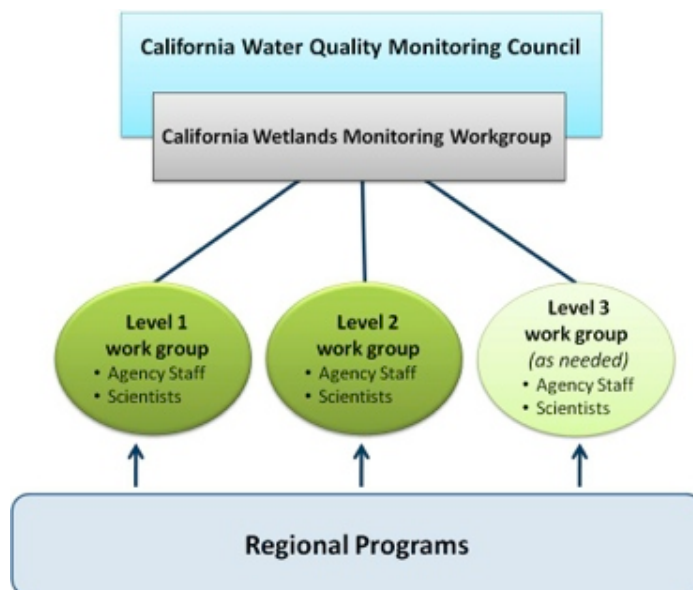 California Water Quality Monitoring Council
California Wetlands Monitoring Workgroup
Level 1
work group
• Agency Staff
• Scientists
Level 2
work group
• Agency Staff
• Scientists
Level 3
work group
(as needed)
• Agency Staff
• Scientists
Regional Programs